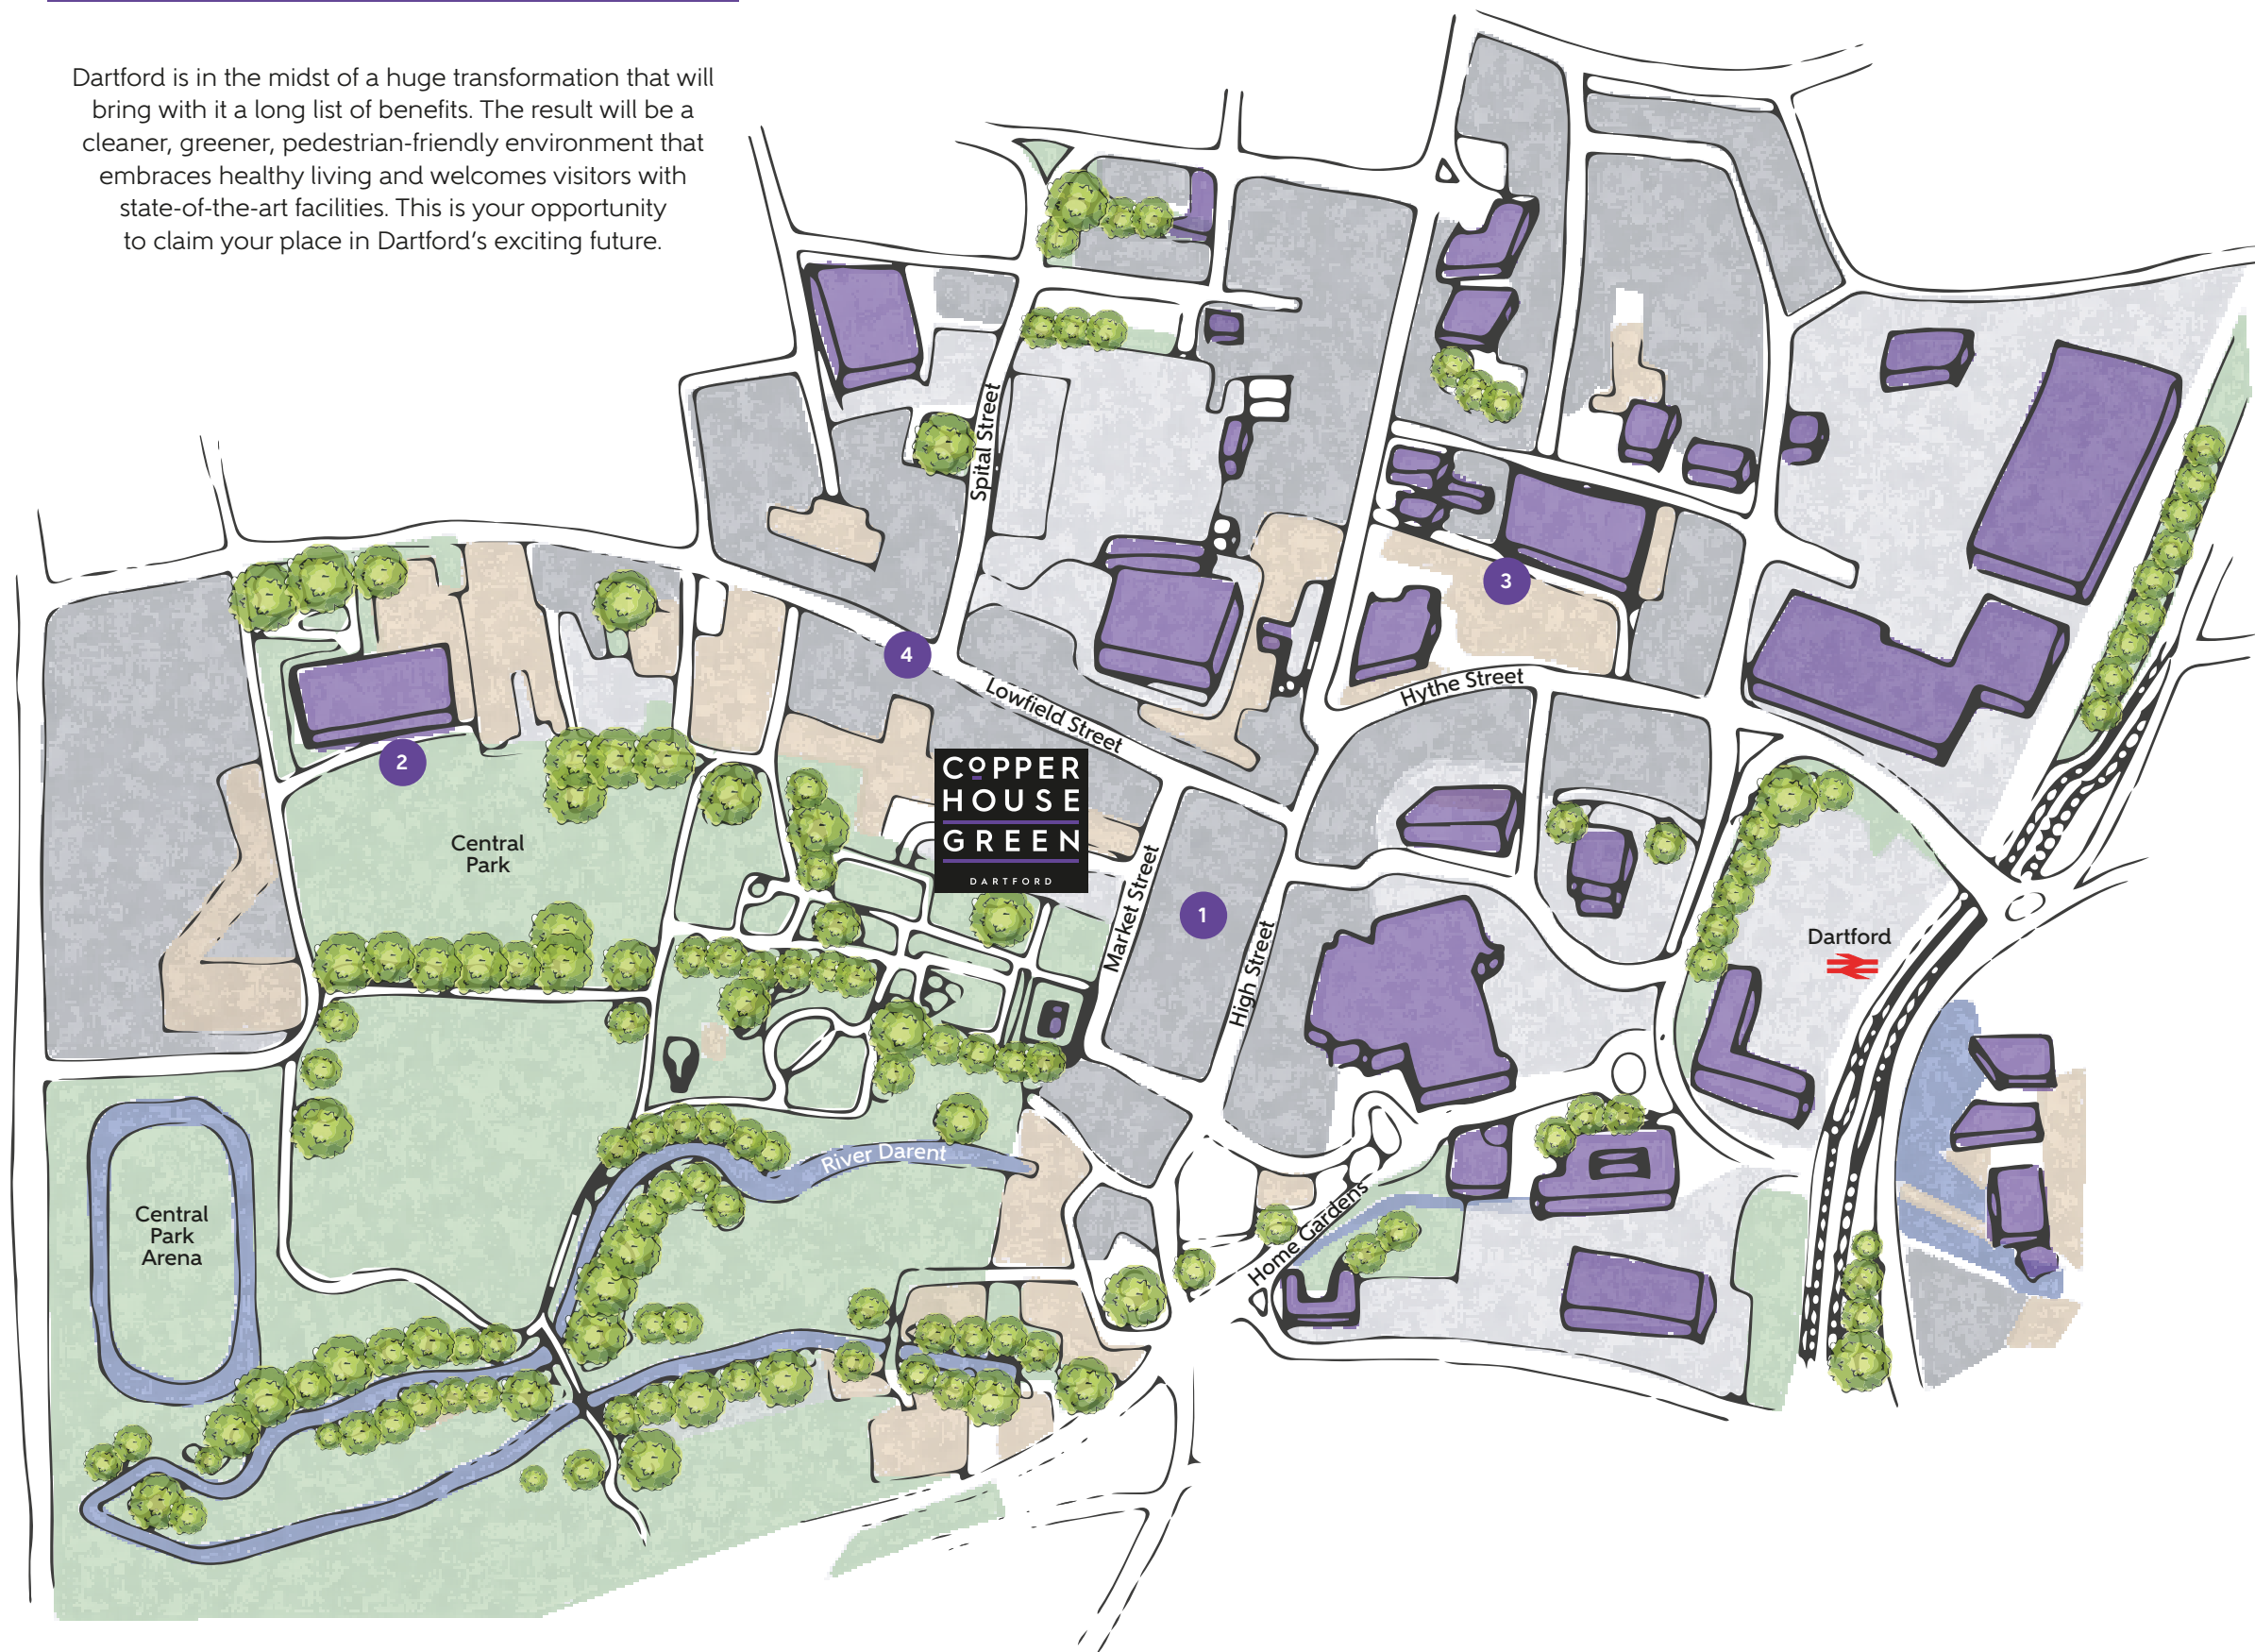 Dartford is in the midst of a huge transformation that will
bring with it a long list of benefits. The result will be a
cleaner, greener, pedestrian-friendly environment that
embraces healthy living and welcomes visitors with
state-of-the-art facilities. This is your opportunity
to claim your place in Dartford’s exciting future.
Spital Street
3
4
Hythe Street
Lowfield Street
2
COPPER
HOUSE
GREEN
DARTFORD
Central
Park
Market Street
1
High Street
Dartford
River Darent
Central
Park
Arena
Home Gardens